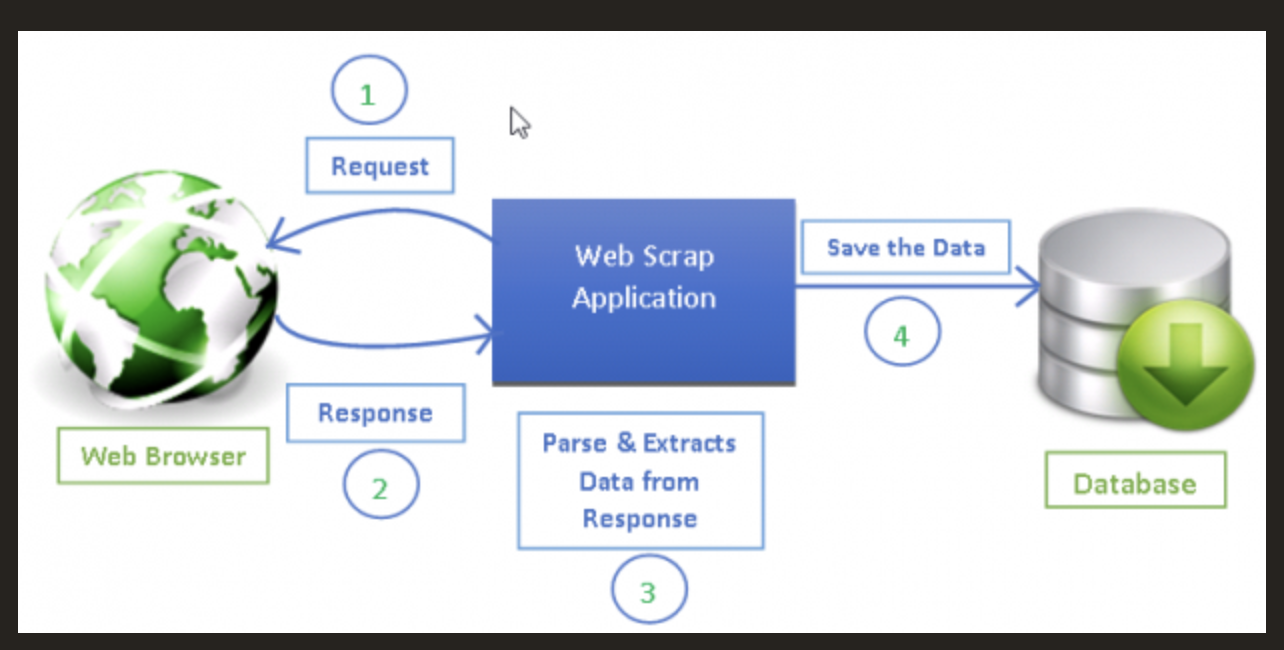 1
Request
Web Scrap
Application
Save the Data
4
Response
2
Web Browser
Parse & Extracts
Data from
Response
3
Database